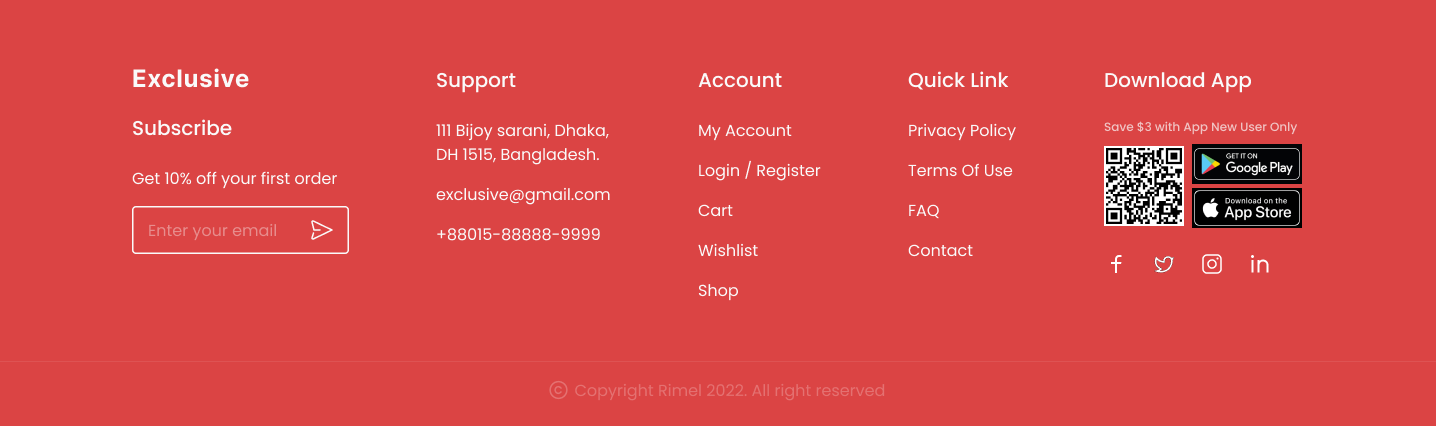 Exclusive
Subscribe
Get 10% off your first order
Enter your email
Support
111 Bijoy sarani, Dhaka,
DH 1515, Bangladesh.
exclusive@gmail.com
+88015-88888-9999
Account
My Account
Login / Register
Cart
Wishlist
Shop
Quick Link
Privacy Policy
Terms Of Use
FAQ
Contact
Download App
Save $3 with App New User Only
GET IT ON
Google Play
Download on the
App Store
© Copyright Rimel 2022. All right reserved